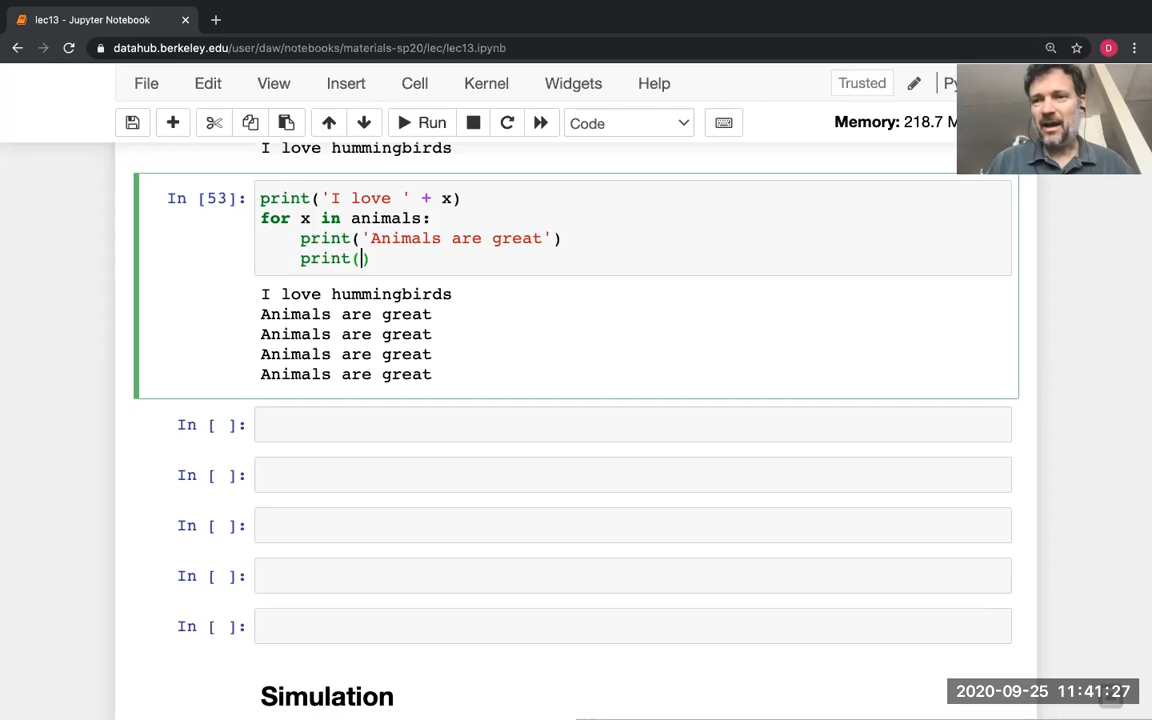 lec13 - Jupyter Notebook
datahub.berkeley.edu/user/daw/notebooks/materials-sp20/lec/lec13.ipynb
D
File Edit View Insert Cell Kernel Widgets Help Trusted Py
Run Code Memory: 218.7 M
I love hummingbirds
In [53]: print('I love ' + x)
for x in animals:
    print('Animals are great')
    print()
I love hummingbirds
Animals are great
Animals are great
Animals are great
Animals are great
In [ ]:
In [ ]:
In [ ]:
In [ ]:
In [ ]:
Simulation
2020-09-25 11:41:27